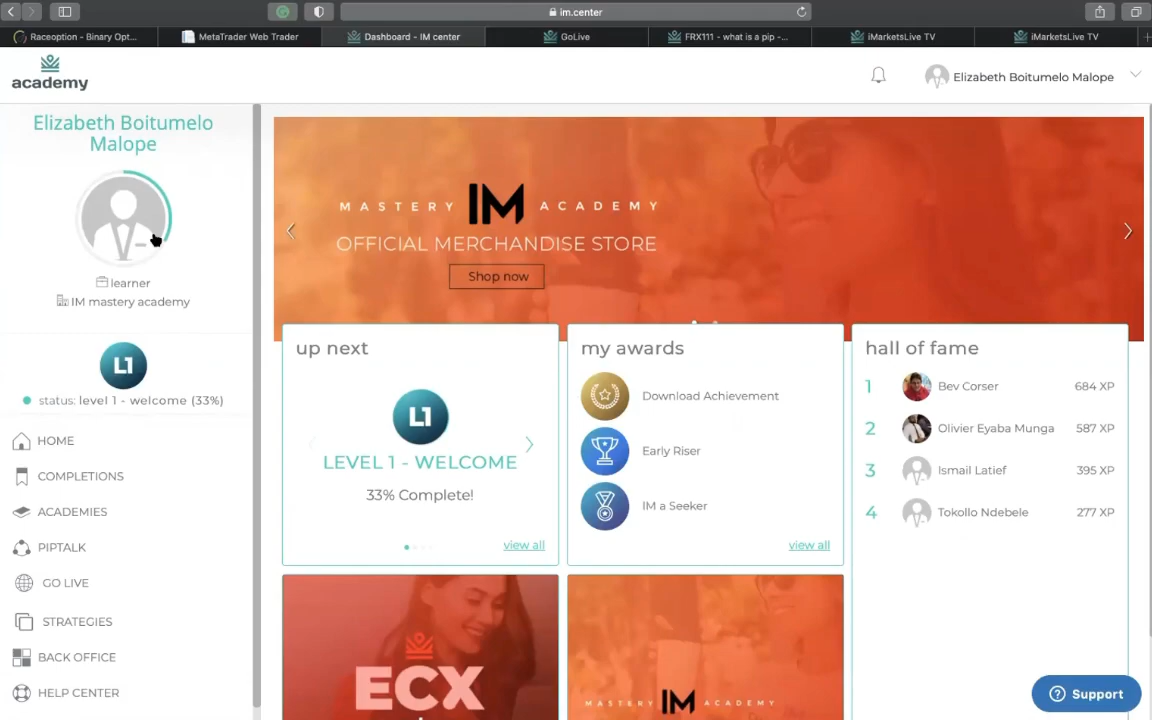 im.center
Raceoption - Binary Opt...
MetaTrader Web Trader
Dashboard - IM center
GoLive
FRX111 - what is a pip -...
iMarketsLive TV
iMarketsLive TV
academy
Elizabeth Boitumelo Malope
Elizabeth Boitumelo
Malope
learner
IM mastery academy
L1
status: level 1 - welcome (33%)
HOME
COMPLETIONS
ACADEMIES
PIPTALK
GO LIVE
STRATEGIES
BACK OFFICE
HELP CENTER
MASTERY IM ACADEMY
OFFICIAL MERCHANDISE STORE
Shop now
up next
L1
LEVEL 1 - WELCOME
33% Complete!
view all
my awards
Download Achievement
Early Riser
IM a Seeker
view all
hall of fame
1 Bev Corser 684 XP
2 Olivier Eyaba Munga 587 XP
3 Ismail Latief 395 XP
4 Tokollo Ndebele 277 XP
ECX
MASTERY IM ACADEMY
Support